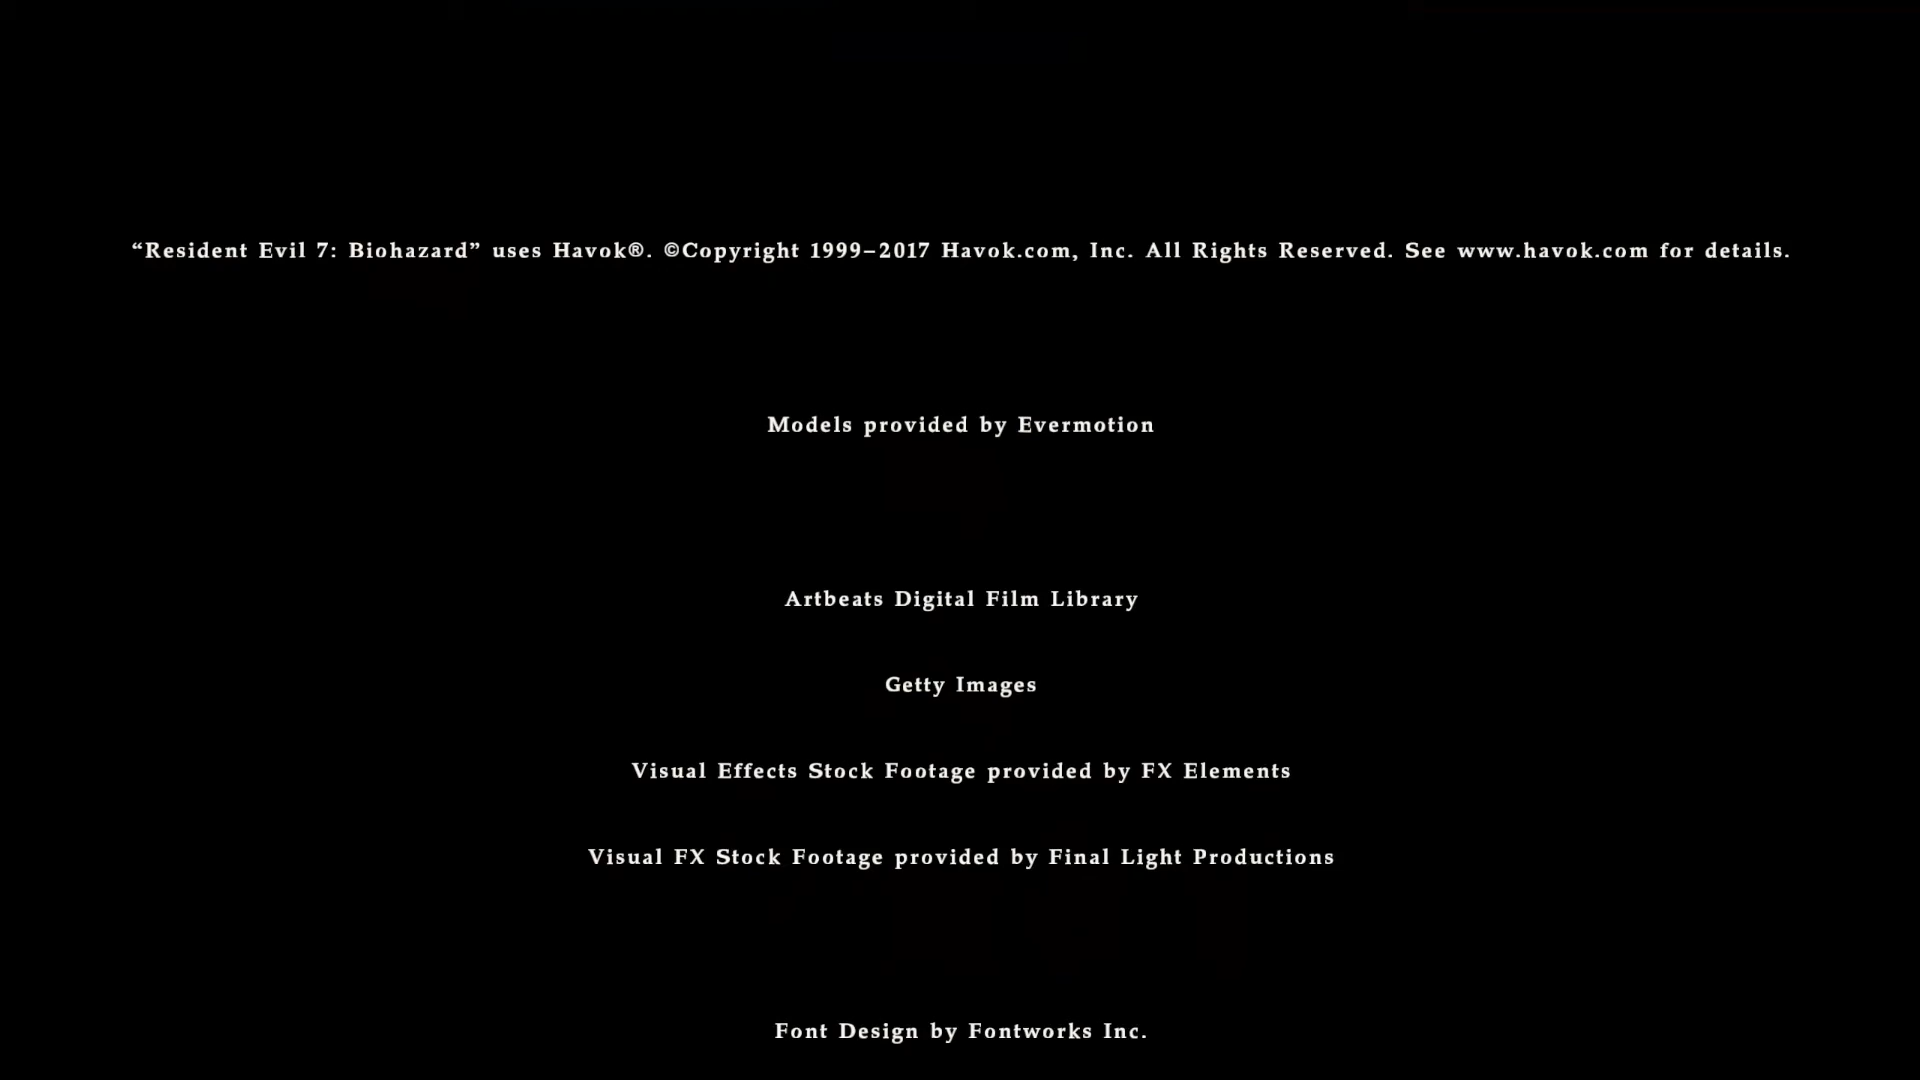 “Resident Evil 7: Biohazard” uses Havok®. ©Copyright 1999–2017 Havok.com, Inc. All Rights Reserved. See www.havok.com for details.
Models provided by Evermotion
Artbeats Digital Film Library
Getty Images
Visual Effects Stock Footage provided by FX Elements
Visual FX Stock Footage provided by Final Light Productions
Font Design by Fontworks Inc.